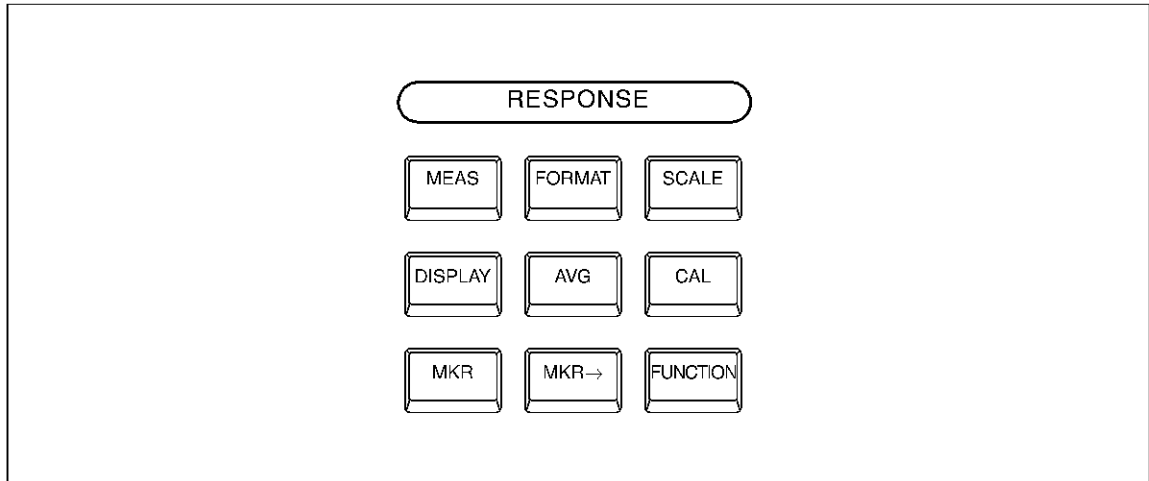 RESPONSE
MEAS FORMAT SCALE
DISPLAY AVG CAL
MKR MKR→ FUNCTION